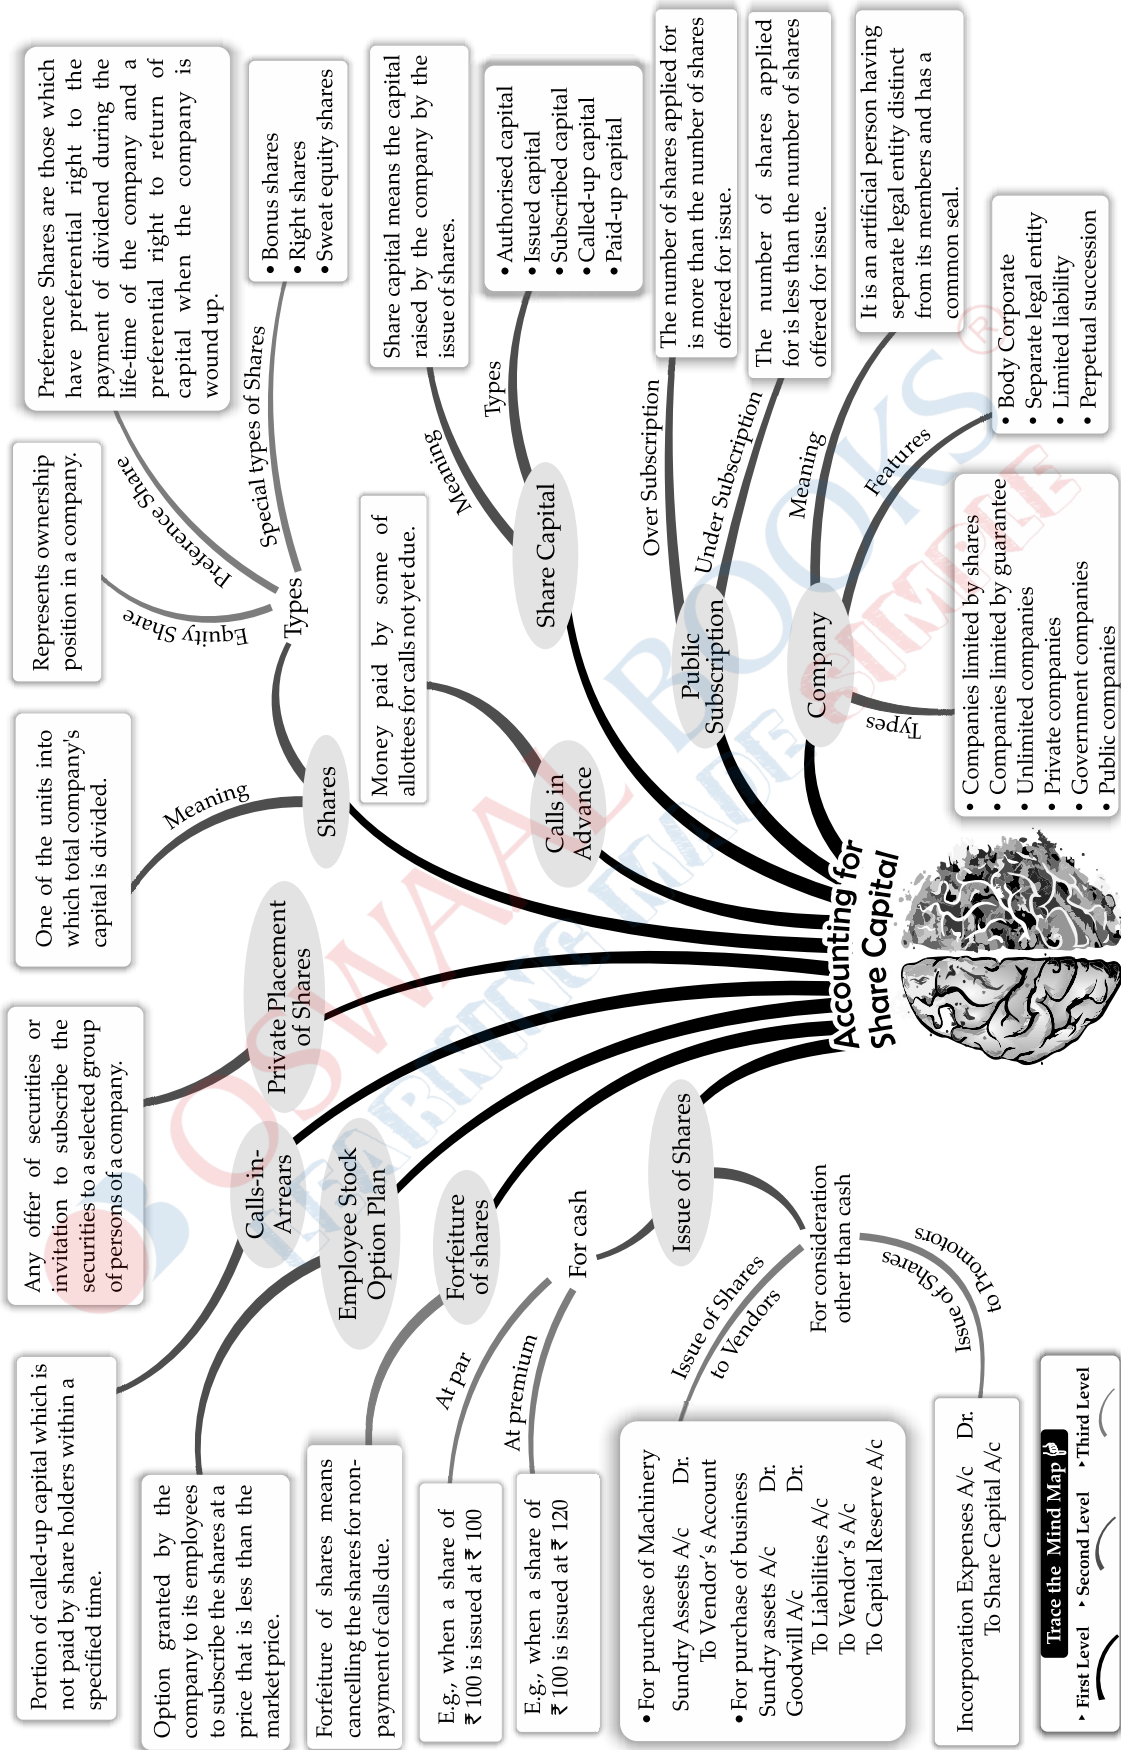 Accounting for
Share Capital
Company
Meaning
It is an artificial person having
separate legal entity distinct
from its members and has a
common seal.
Features
• Body Corporate
• Separate legal entity
• Limited liability
• Perpetual succession
Types
• Companies limited by shares
• Companies limited by guarantee
• Unlimited companies
• Private companies
• Government companies
• Public companies
Public
Subscription
Over Subscription
The number of shares applied for
is more than the number of shares
offered for issue.
Under Subscription
The number of shares applied
for is less than the number of shares
offered for issue.
Share Capital
Meaning
Share capital means the capital
raised by the company by the
issue of shares.
Types
• Authorised capital
• Issued capital
• Subscribed capital
• Called-up capital
• Paid-up capital
Calls in
Advance
Money paid by some of
allottees for calls not yet due.
Shares
Meaning
One of the units into
which total company's
capital is divided.
Types
Equity Share
Represents ownership
position in a company.
Preference Share
Preference Shares are those which
have preferential right to the
payment of dividend during the
life-time of the company and a
preferential right to return of
capital when the company is
wound up.
Special types of Shares
• Bonus shares
• Right shares
• Sweat equity shares
Private Placement
of Shares
Any offer of securities or
invitation to subscribe the
securities to a selected group
of persons of a company.
Calls-in-
Arrears
Portion of called-up capital which is
not paid by share holders within a
specified time.
Employee Stock
Option Plan
Option granted by the
company to its employees
to subscribe the shares at a
price that is less than the
market price.
Forfeiture
of shares
Forfeiture of shares means
cancelling the shares for non-
payment of calls due.
Issue of Shares
For cash
At par
E.g., when a share of
₹ 100 is issued at ₹ 100
At premium
E.g., when a share of
₹ 100 is issued at ₹ 120
For consideration
other than cash
Issue of Shares
to Vendors
• For purchase of Machinery
Sundry Assests A/c Dr.
To Vendor's Account
• For purchase of business
Sundry assets A/c Dr.
Goodwill A/c Dr.
To Liabilities A/c
To Vendor's A/c
To Capital Reserve A/c
Issue of Shares
to Promotors
Incorporation Expenses A/c Dr.
To Share Capital A/c
Trace the Mind Map
▸ First Level ▸ Second Level ▸ Third Level
OSWAAL BOOKS ®
LEARNING MADE SIMPLE